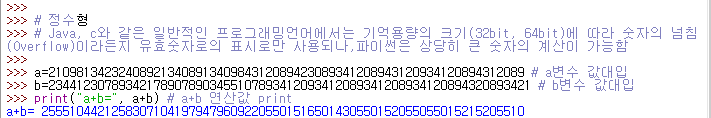 >>>
>>> # 정수형
>>> # Java, c와 같은 일반적인 프로그래밍언어에서는 기억용량의 크기(32bit, 64bit)에 따라 숫자의 넘침
(Overflow)이라든지 유효숫자로의 표시로만 사용되나,파이썬은 상당히 큰 숫자의 계산이 가능함
>>>
>>> a=21098134232408921340891340984312089423089341208943120934120894312089 # a변수 값대입
>>> b=23441230789342178907890345510789341209341209341208934120894320893421 # b변수 값대입
>>> print("a+b=", a+b) # a+b 연산값 print
a+b= 25551044212583071041979479609220550151650143055015205505501521 5205510